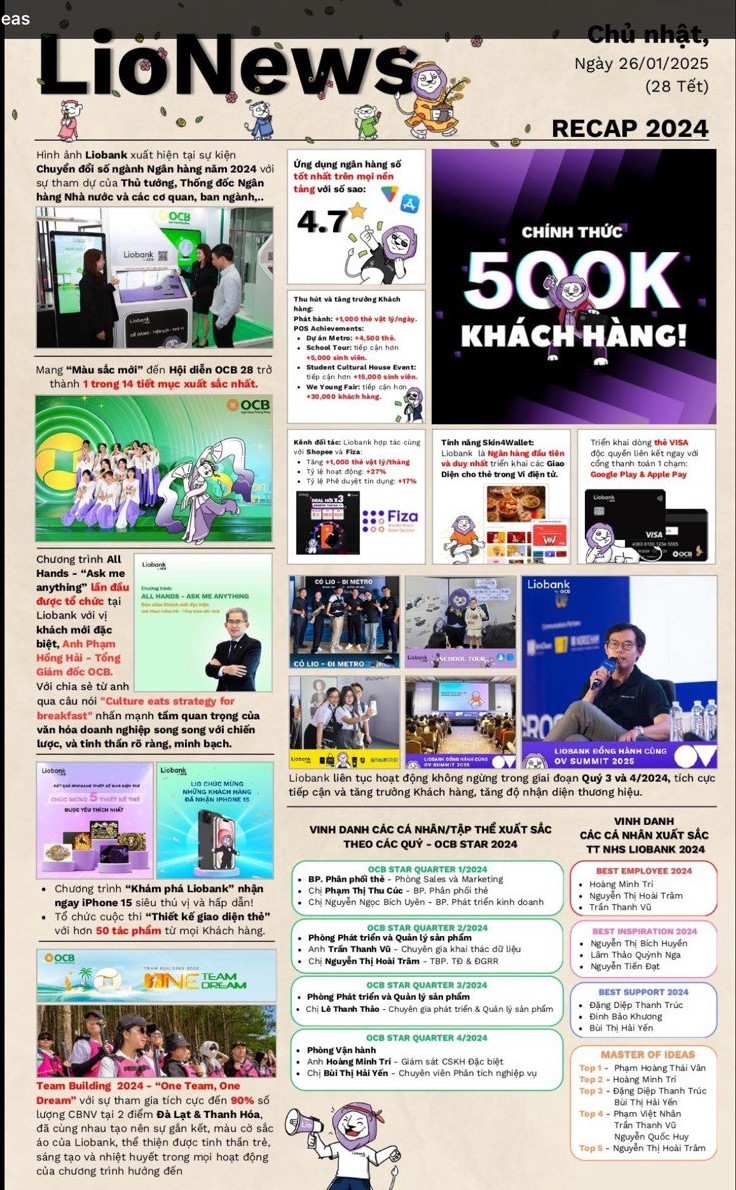 eas
LioNews
Chủ nhật,
Ngày 26/01/2025
(28 Tết)
RECAP 2024
Hình ảnh Liobank xuất hiện tại sự kiện
Chuyển đổi số ngành Ngân hàng năm 2024 với
sự tham dự của Thủ tướng, Thống đốc Ngân
hàng Nhà nước và các cơ quan, ban ngành,..
OCB
Liobank
Mang “Màu sắc mới” đến Hội diễn OCB 28 trở
thành 1 trong 14 tiết mục xuất sắc nhất.
OCB
Chương trình All
Hands - “Ask me
anything” lần đầu
được tổ chức tại
Liobank với vị
khách mời đặc
biệt, Anh Phạm
Hồng Hải - Tổng
Giám đốc OCB.
Với chia sẻ từ anh
qua câu nói "Culture eats strategy for
breakfast" nhấn mạnh tầm quan trọng của
văn hóa doanh nghiệp song song với chiến
lược, và tinh thần rõ ràng, minh bạch.
Liobank
Chương trình:
ALL HANDS - ASK ME ANYTHING
CHÚC MỪNG 5 THIẾT KẾ THẺ
ĐƯỢC YÊU THÍCH NHẤT
LIO CHÚC MỪNG
NHỮNG KHÁCH HÀNG
ĐÃ NHẬN IPHONE 15
• Chương trình “Khám phá Liobank” nhận
ngay iPhone 15 siêu thú vị và hấp dẫn!
• Tổ chức cuộc thi “Thiết kế giao diện thẻ”
với hơn 50 tác phẩm từ mọi Khách hàng.
OCB
TEAM BUILDING 2024
ONE TEAM
DREAM
Team Building 2024 - “One Team, One
Dream” với sự tham gia tích cực đến 90% số
lượng CBNV tại 2 điểm Đà Lạt & Thanh Hóa,
đã cùng nhau tạo nên sự gắn kết, màu cờ sắc
áo của Liobank, thể thiện được tinh thần trẻ,
sáng tạo và nhiệt huyết trong mọi hoạt động
của chương trình hướng đến
Ứng dụng ngân hàng số
tốt nhất trên mọi nền
tảng với số sao:
4.7
CHÍNH THỨC
500K
KHÁCH HÀNG!
Thu hút và tăng trưởng Khách
hàng:
Phát hành: +1,000 thẻ vật lý/ngày.
POS Achievements:
• Dự án Metro: +4,500 thẻ.
• School Tour: tiếp cận hơn
+5,000 sinh viên.
• Student Cultural House Event:
tiếp cận hơn +15,000 sinh viên.
• We Young Fair: tiếp cận hơn
+30,000 khách hàng.
Kênh đối tác: Liobank hợp tác cùng
với Shopee và Fiza:
• Tăng +1,000 thẻ vật lý/tháng
• Tỷ lệ hoạt động: +27%
• Tỷ lệ Phê duyệt tín dụng: +17%
DEAL HỜI X3
Fiza
Tính năng Skin4Wallet:
Liobank là Ngân hàng đầu tiên
và duy nhất triển khai các Giao
Diện cho thẻ trong Ví điện tử.
Triển khai dòng thẻ VISA
độc quyền liên kết ngay với
cổng thanh toán 1 chạm:
Google Play & Apple Pay
Liobank
VISA
OCB
CÓ LIO - ĐI METRO
CÓ LIO - ĐI METRO
SCHOOL TOUR
Liobank
LIOBANK ĐỒNG HÀNH CÙNG
OV SUMMIT 2025
Liobank
LIOBANK ĐỒNG HÀNH CÙNG
OV SUMMIT 2025
Liobank liên tục hoạt động không ngừng trong giai đoạn Quý 3 và 4/2024, tích cực
tiếp cận và tăng trưởng Khách hàng, tăng độ nhận diện thương hiệu.
VINH DANH CÁC CÁ NHÂN/TẬP THỂ XUẤT SẮC
THEO CÁC QUÝ - OCB STAR 2024
OCB STAR QUARTER 1/2024
• BP. Phân phối thẻ - Phòng Sales và Marketing
• Chị Phạm Thị Thu Cúc - BP. Phân phối thẻ
• Chị Nguyễn Ngọc Bích Uyên - BP. Phát triển kinh doanh
OCB STAR QUARTER 2/2024
• Phòng Phát triển và Quản lý sản phẩm
• Anh Trần Thanh Vũ - Chuyên gia khai thác dữ liệu
• Chị Nguyễn Thị Hoài Trâm - TBP. TĐ & ĐGRR
OCB STAR QUARTER 3/2024
• Phòng Phát triển và Quản lý sản phẩm
• Chị Lê Thanh Thảo - Chuyên gia phát triển & Quản lý sản phẩm
OCB STAR QUARTER 4/2024
• Phòng Vận hành
• Anh Hoàng Minh Trí - Giám sát CSKH Đặc biệt
• Chị Bùi Thị Hải Yến - Chuyên viên Phân tích nghiệp vụ
Lio
Lio
VINH DANH
CÁC CÁ NHÂN XUẤT SẮC
TT NHS LIOBANK 2024
BEST EMPLOYEE 2024
• Hoàng Minh Trí
• Nguyễn Thị Hoài Trâm
• Trần Thanh Vũ
BEST INSPIRATION 2024
• Nguyễn Thị Bích Huyền
• Lâm Thảo Quỳnh Nga
• Nguyễn Tiến Đạt
BEST SUPPORT 2024
• Đặng Diệp Thanh Trúc
• Đinh Bảo Khương
• Bùi Thị Hải Yến
MASTER OF IDEAS
Top 1 - Phạm Hoàng Thái Vân
Top 2 - Hoàng Minh Trí
Top 3 - Đặng Diệp Thanh Trúc
Bùi Thị Hải Yến
Top 4 - Phạm Việt Nhân
Trần Thanh Vũ
Nguyễn Quốc Huy
Top 5 - Nguyễn Thị Hoài Trâm